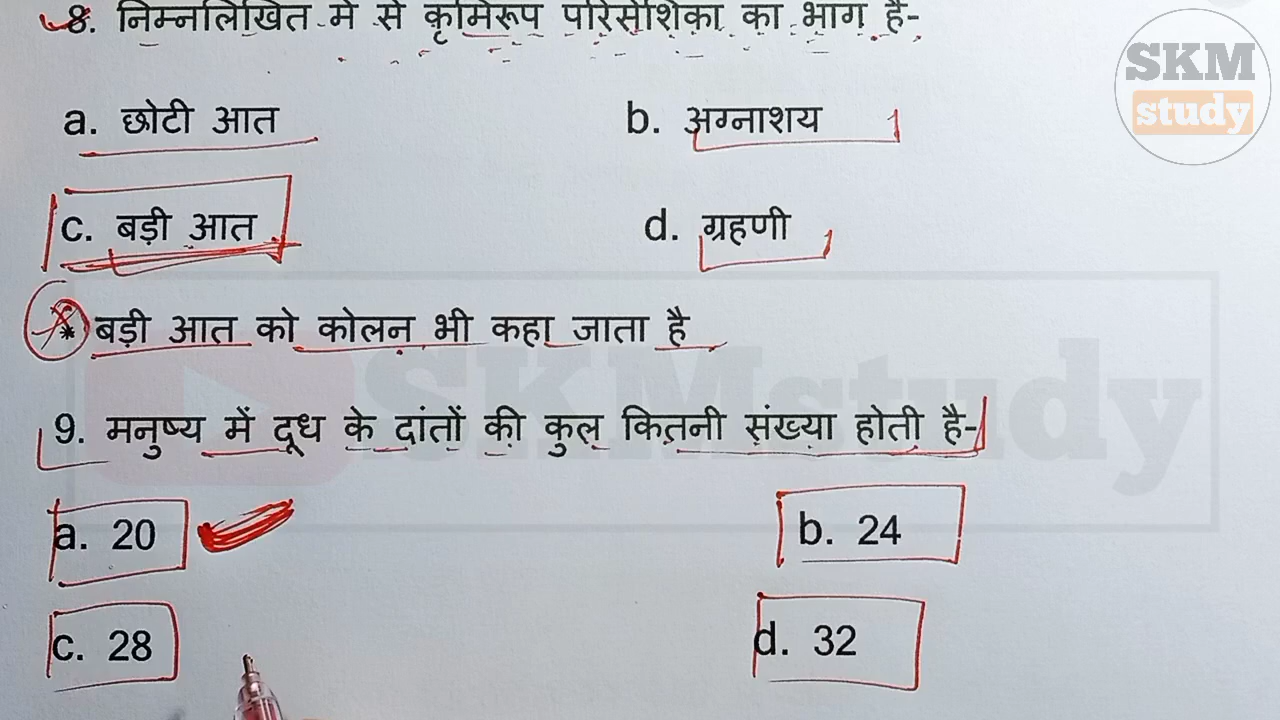 8. निम्नलिखित मे से कृमिरूप परिसेशिका का भाग है-
SKM
study
a. छोटी आत
b. अग्नाशय
c. बड़ी आत
d. ग्रहणी
* बड़ी आत को कोलन भी कहा जाता है
SKMstudy
9. मनुष्य में दूध के दांतों की कुल कितनी संख्या होती है-
a. 20
b. 24
c. 28
d. 32